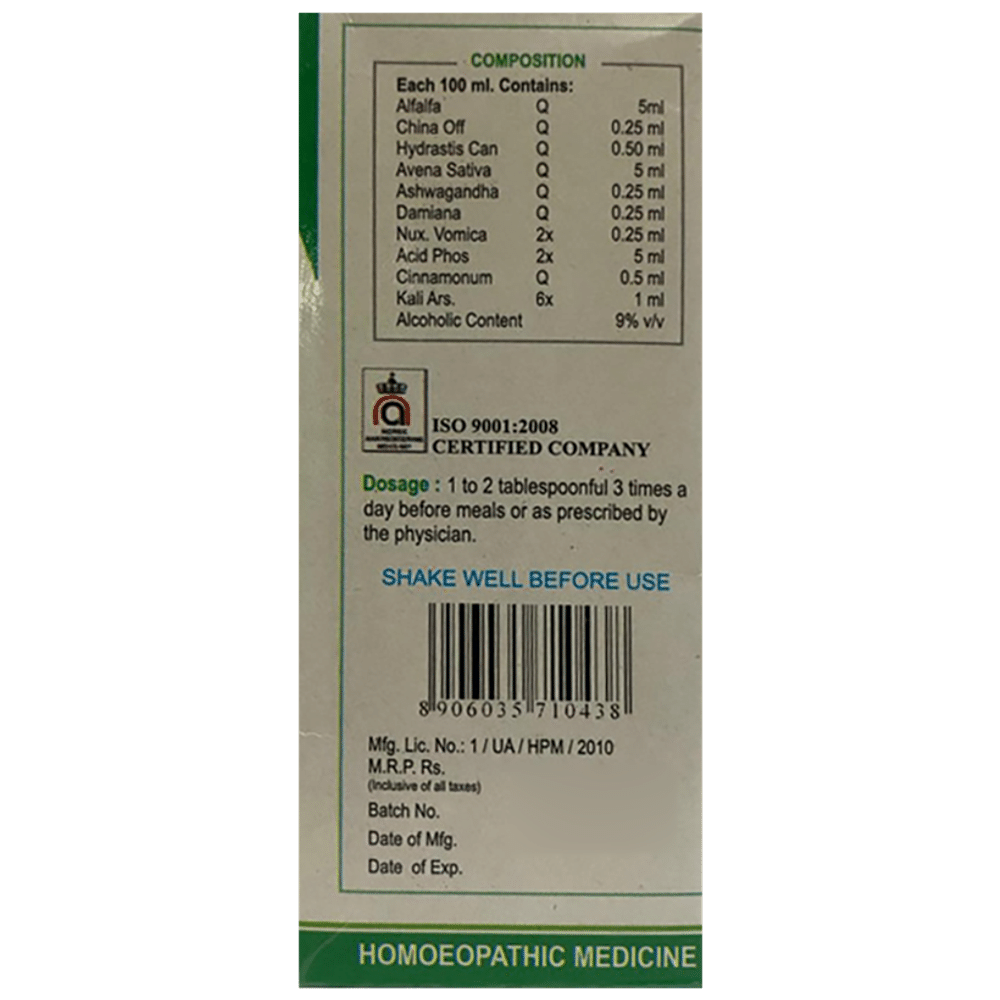 COMPOSITION
Each 100 ml. Contains:
Alfalfa Q 5ml
China Off Q 0.25 ml
Hydrastis Can Q 0.50 ml
Avena Sativa Q 5 ml
Ashwagandha Q 0.25 ml
Damiana Q 0.25 ml
Nux. Vomica 2x 0.25 ml
Acid Phos 2x 5 ml
Cinnamonum Q 0.5 ml
Kali Ars. 6x 1 ml
Alcoholic Content 9% v/v
a
ISO 9001:2008
CERTIFIED COMPANY
Dosage : 1 to 2 tablespoonful 3 times a
day before meals or as prescribed by
the physician.
SHAKE WELL BEFORE USE
8 906035 710438
Mfg. Lic. No.: 1 / UA / HPM / 2010
M.R.P. Rs.
(Inclusive of all taxes)
Batch No.
Date of Mfg.
Date of Exp.
HOMOEOPATHIC MEDICINE